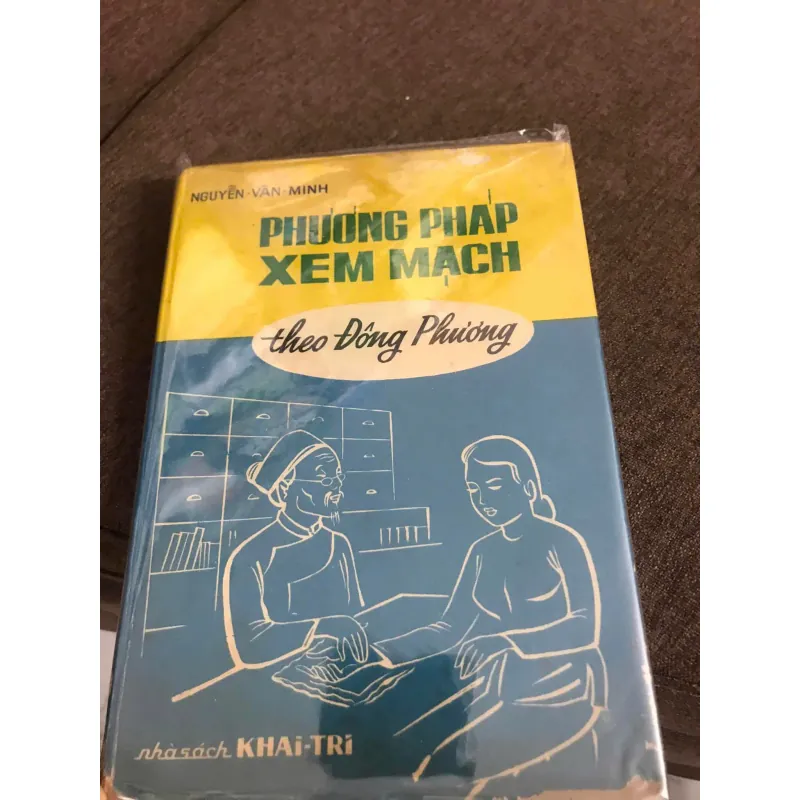 NGUYỄN-VĂN-MINH
PHƯƠNG PHÁP
XEM MẠCH
theo Đông Phương
nhà sách KHAI-TRÍ